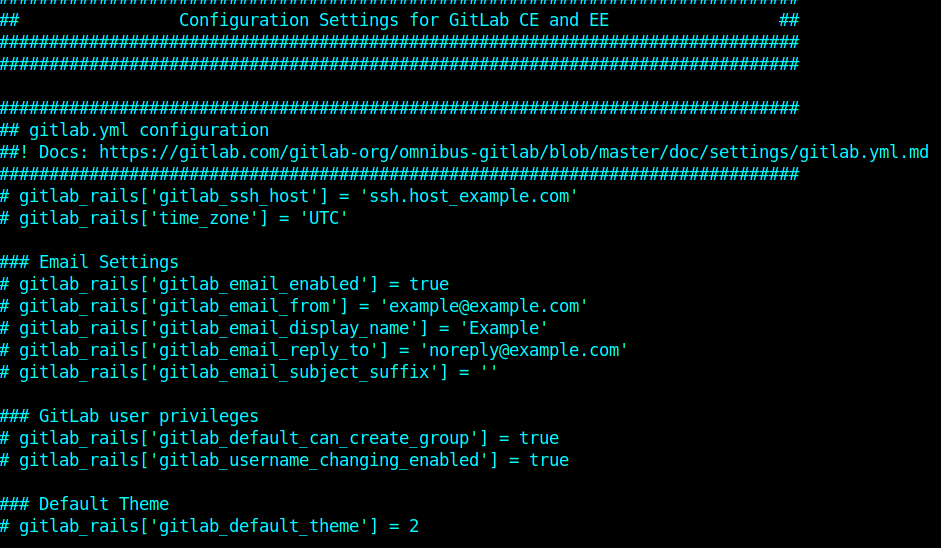 ################################################################################
##                Configuration Settings for GitLab CE and EE                 ##
################################################################################
################################################################################
################################################################################
## gitlab.yml configuration
##! Docs: https://gitlab.com/gitlab-org/omnibus-gitlab/blob/master/doc/settings/gitlab.yml.md
################################################################################
# gitlab_rails['gitlab_ssh_host'] = 'ssh.host_example.com'
# gitlab_rails['time_zone'] = 'UTC'
### Email Settings
# gitlab_rails['gitlab_email_enabled'] = true
# gitlab_rails['gitlab_email_from'] = 'example@example.com'
# gitlab_rails['gitlab_email_display_name'] = 'Example'
# gitlab_rails['gitlab_email_reply_to'] = 'noreply@example.com'
# gitlab_rails['gitlab_email_subject_suffix'] = ''
### GitLab user privileges
# gitlab_rails['gitlab_default_can_create_group'] = true
# gitlab_rails['gitlab_username_changing_enabled'] = true
### Default Theme
# gitlab_rails['gitlab_default_theme'] = 2